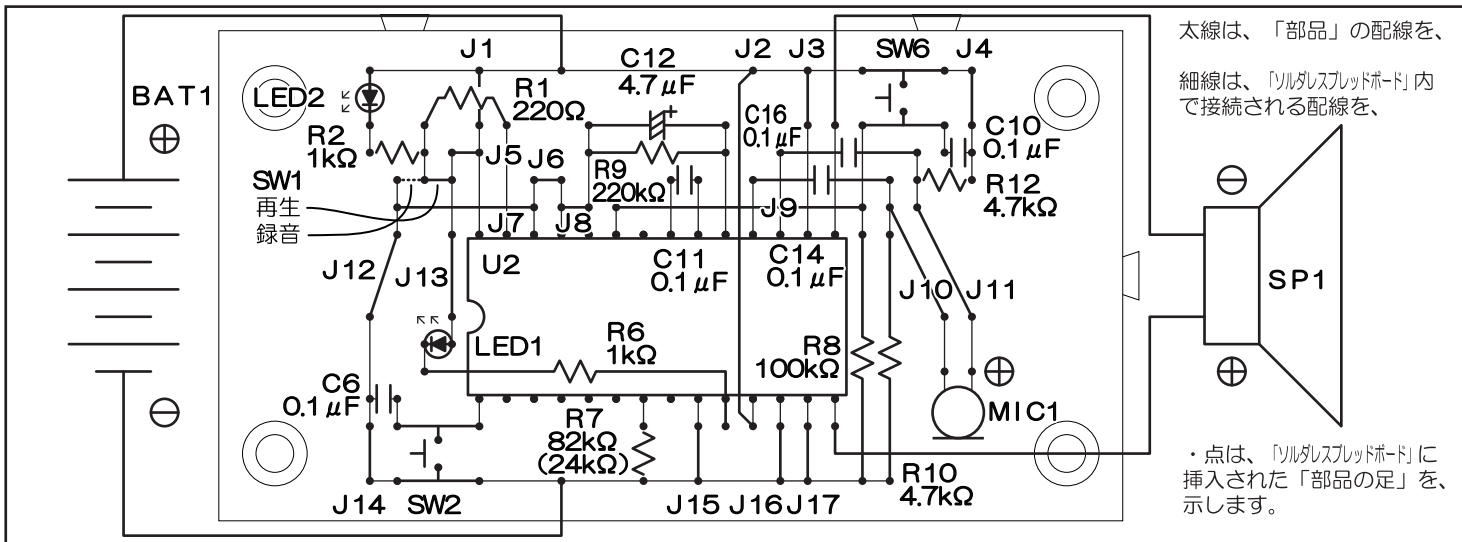 J1
C12
4.7μF
J2
J3
SW6
J4
太線は、「部品」の配線を、
細線は、「ソルダレスブレッドボード」内
で接続される配線を、
BAT1
⊕
LED2
R1
220Ω
C16
0.1μF
C10
0.1μF
R2
1kΩ
J5
J6
R9
220kΩ
R12
4.7kΩ
⊖
SW1
再生
録音
J7
J8
J9
J12
J13
U2
C11
0.1μF
C14
0.1μF
J10
J11
SP1
LED1
R6
1kΩ
R8
100kΩ
⊕
⊕
C6
0.1μF
⊖
R7
82kΩ
(24kΩ)
MIC1
J14
SW2
J15
J16
J17
R10
4.7kΩ
・点は、「ソルダレスブレッドボード」に
挿入された「部品の足」を、
示します。